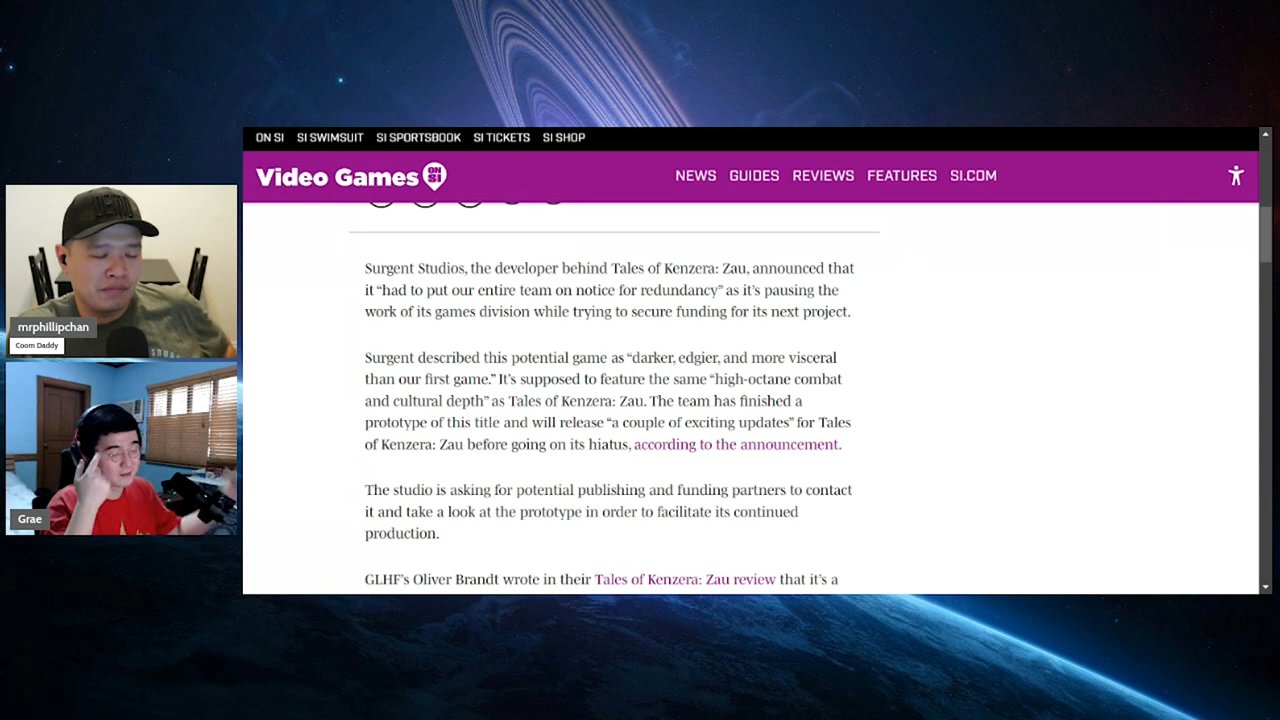 ON SI SI SWIMSUIT SI SPORTSBOOK SI TICKETS SI SHOP
Video Games ON SI NEWS GUIDES REVIEWS FEATURES SI.COM
Surgent Studios, the developer behind Tales of Kenzera: Zau, announced that
it “had to put our entire team on notice for redundancy” as it’s pausing the
work of its games division while trying to secure funding for its next project.
Surgent described this potential game as “darker, edgier, and more visceral
than our first game.” It’s supposed to feature the same “high-octane combat
and cultural depth” as Tales of Kenzera: Zau. The team has finished a
prototype of this title and will release “a couple of exciting updates” for Tales
of Kenzera: Zau before going on its hiatus, according to the announcement.
The studio is asking for potential publishing and funding partners to contact
it and take a look at the prototype in order to facilitate its continued
production.
GLHF’s Oliver Brandt wrote in their Tales of Kenzera: Zau review that it’s a
mrphillipchan
Coom Daddy
Grae